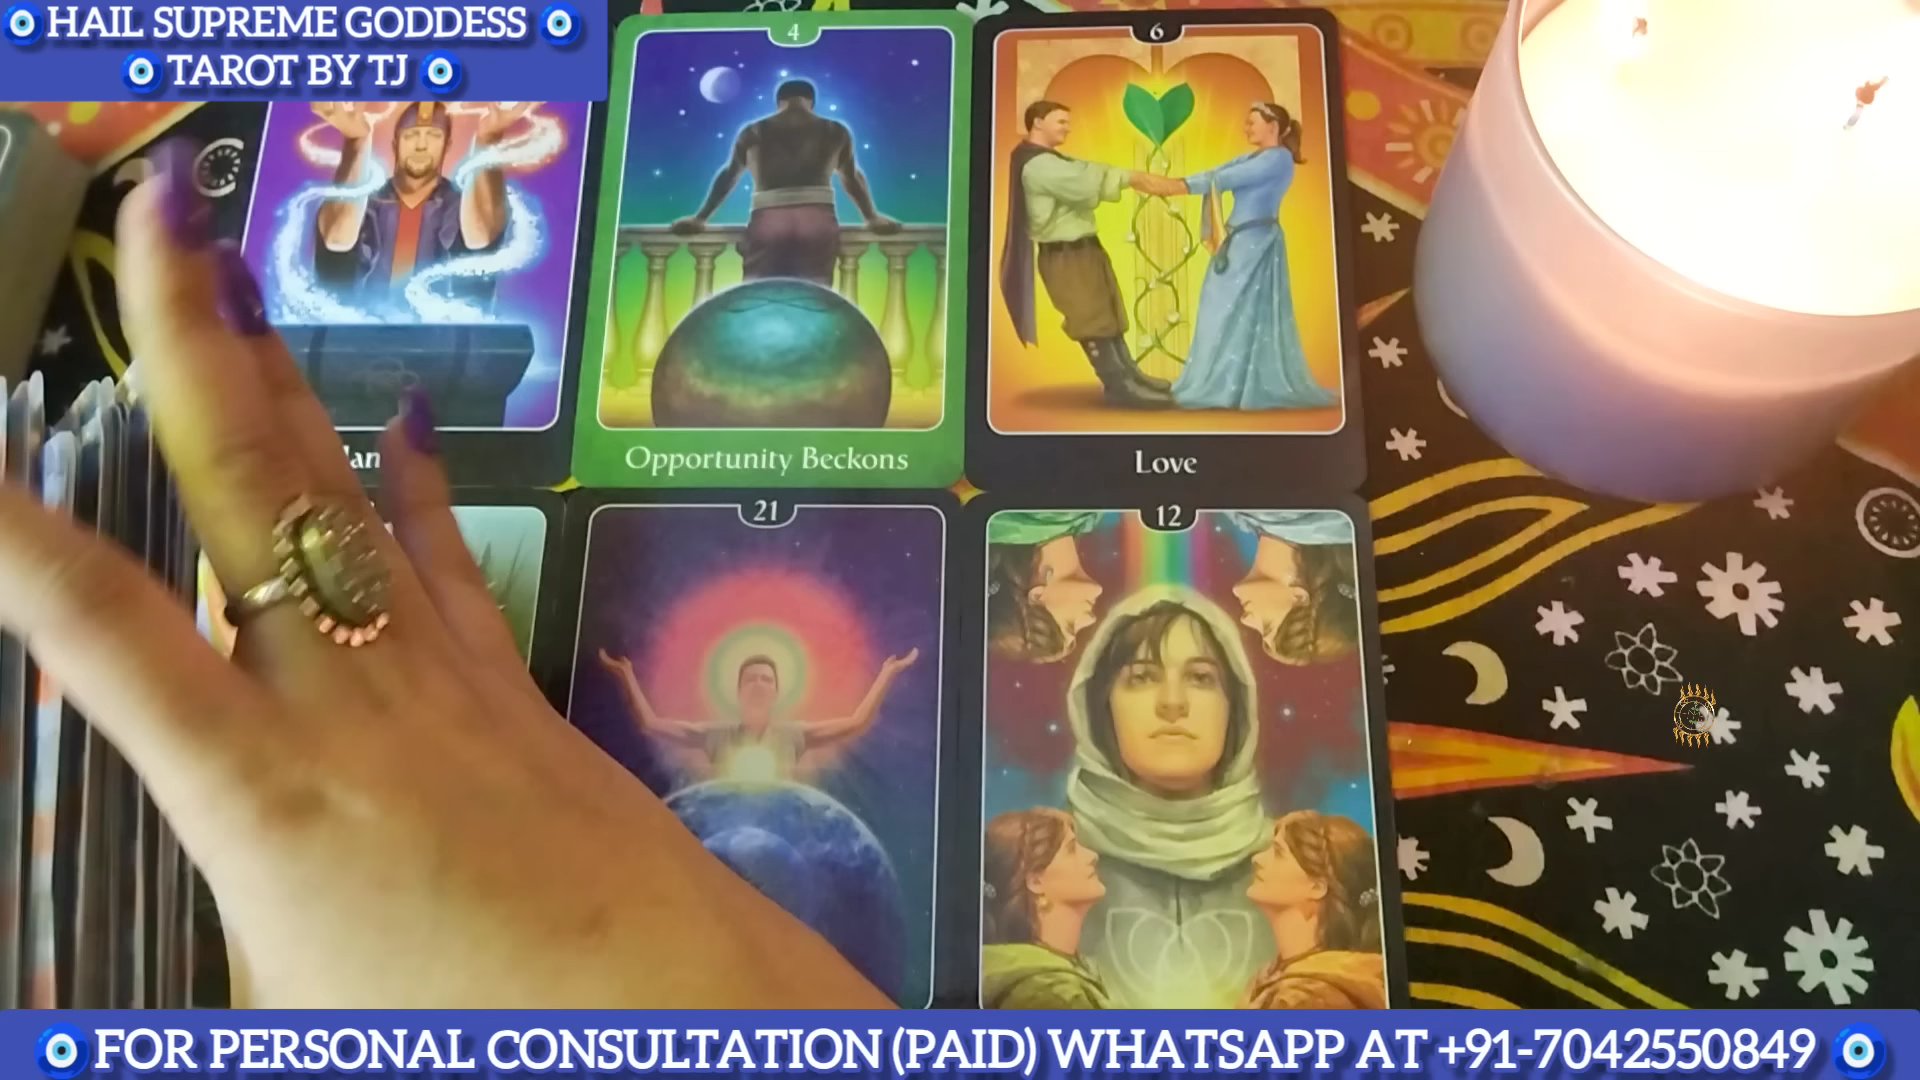 HAIL SUPREME GODDESS
TAROT BY TJ
4
6
Opportunity Beckons
Love
21
12
FOR PERSONAL CONSULTATION (PAID) WHATSAPP AT +91-7042550849